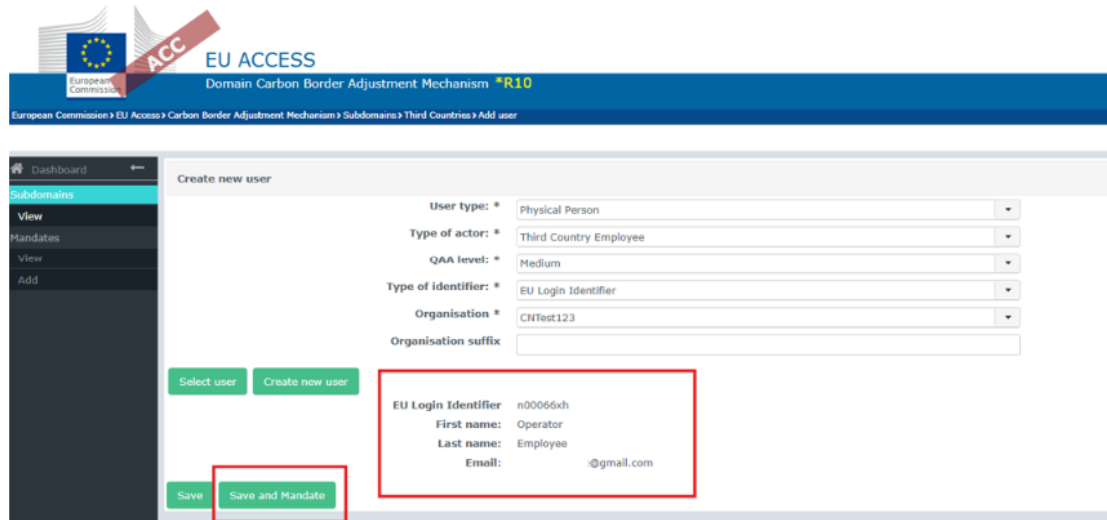 ACC
European
Commission
EU ACCESS
Domain Carbon Border Adjustment Mechanism *R10
European Commission > EU Access > Carbon Border Adjustment Mechanism > Subdomains > Third Countries > Add user
Dashboard
Subdomains
View
Mandates
View
Add
Create new user
User type: * Physical Person
Type of actor: * Third Country Employee
QAA level: * Medium
Type of identifier: * EU Login Identifier
Organisation * CNTest123
Organisation suffix
Select user Create new user
EU Login Identifier n00066xh
First name: Operator
Last name: Employee
Email: @gmail.com
Save Save and Mandate